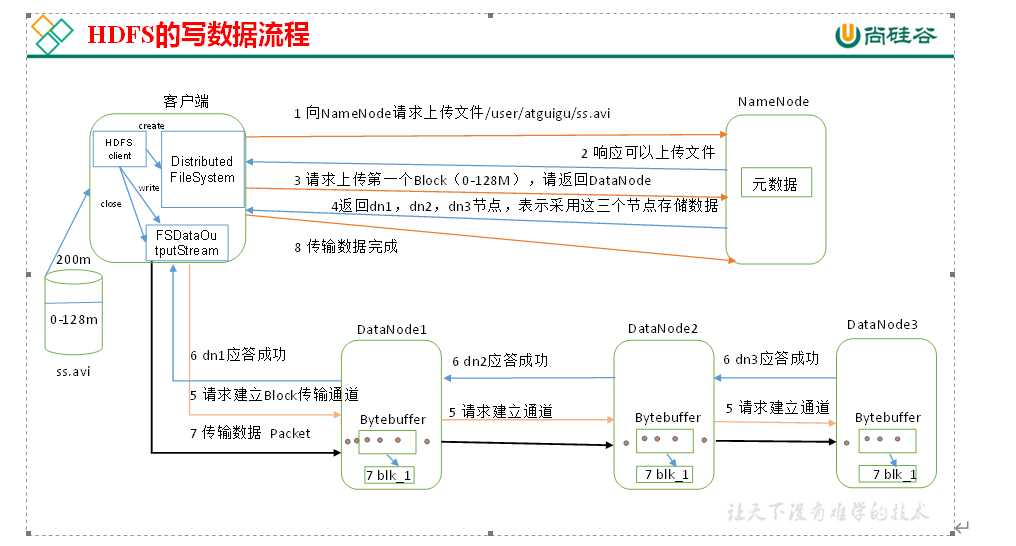 HDFS的写数据流程
尚硅谷
客户端
NameNode
create
1 向NameNode请求上传文件/user/atguigu/ss.avi
HDFS
client
Distributed
FileSystem
2 响应可以上传文件
write
3 请求上传第一个Block（0-128M），请返回DataNode
元数据
close
4返回dn1，dn2，dn3节点，表示采用这三个节点存储数据
FSDataOu
tputStream
8 传输数据完成
200m
0-128m
ss.avi
DataNode1
DataNode2
DataNode3
6 dn1应答成功
6 dn2应答成功
6 dn3应答成功
5 请求建立Block传输通道
5 请求建立通道
5 请求建立通道
7 传输数据 Packet
Bytebuffer
Bytebuffer
Bytebuffer
7 blk_1
7 blk_1
7 blk_1
让天下没有难学的技术